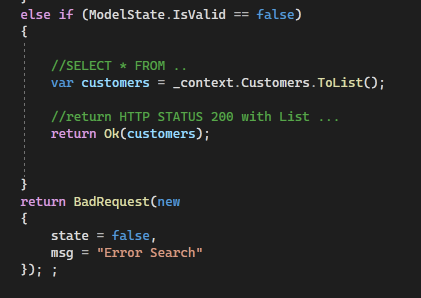 else if (ModelState.IsValid == false)
{
//SELECT * FROM ..
var customers = _context.Customers.ToList();
//return HTTP STATUS 200 with List ...
return Ok(customers);
}
return BadRequest(new
{
state = false,
msg = "Error Search"
}); ;